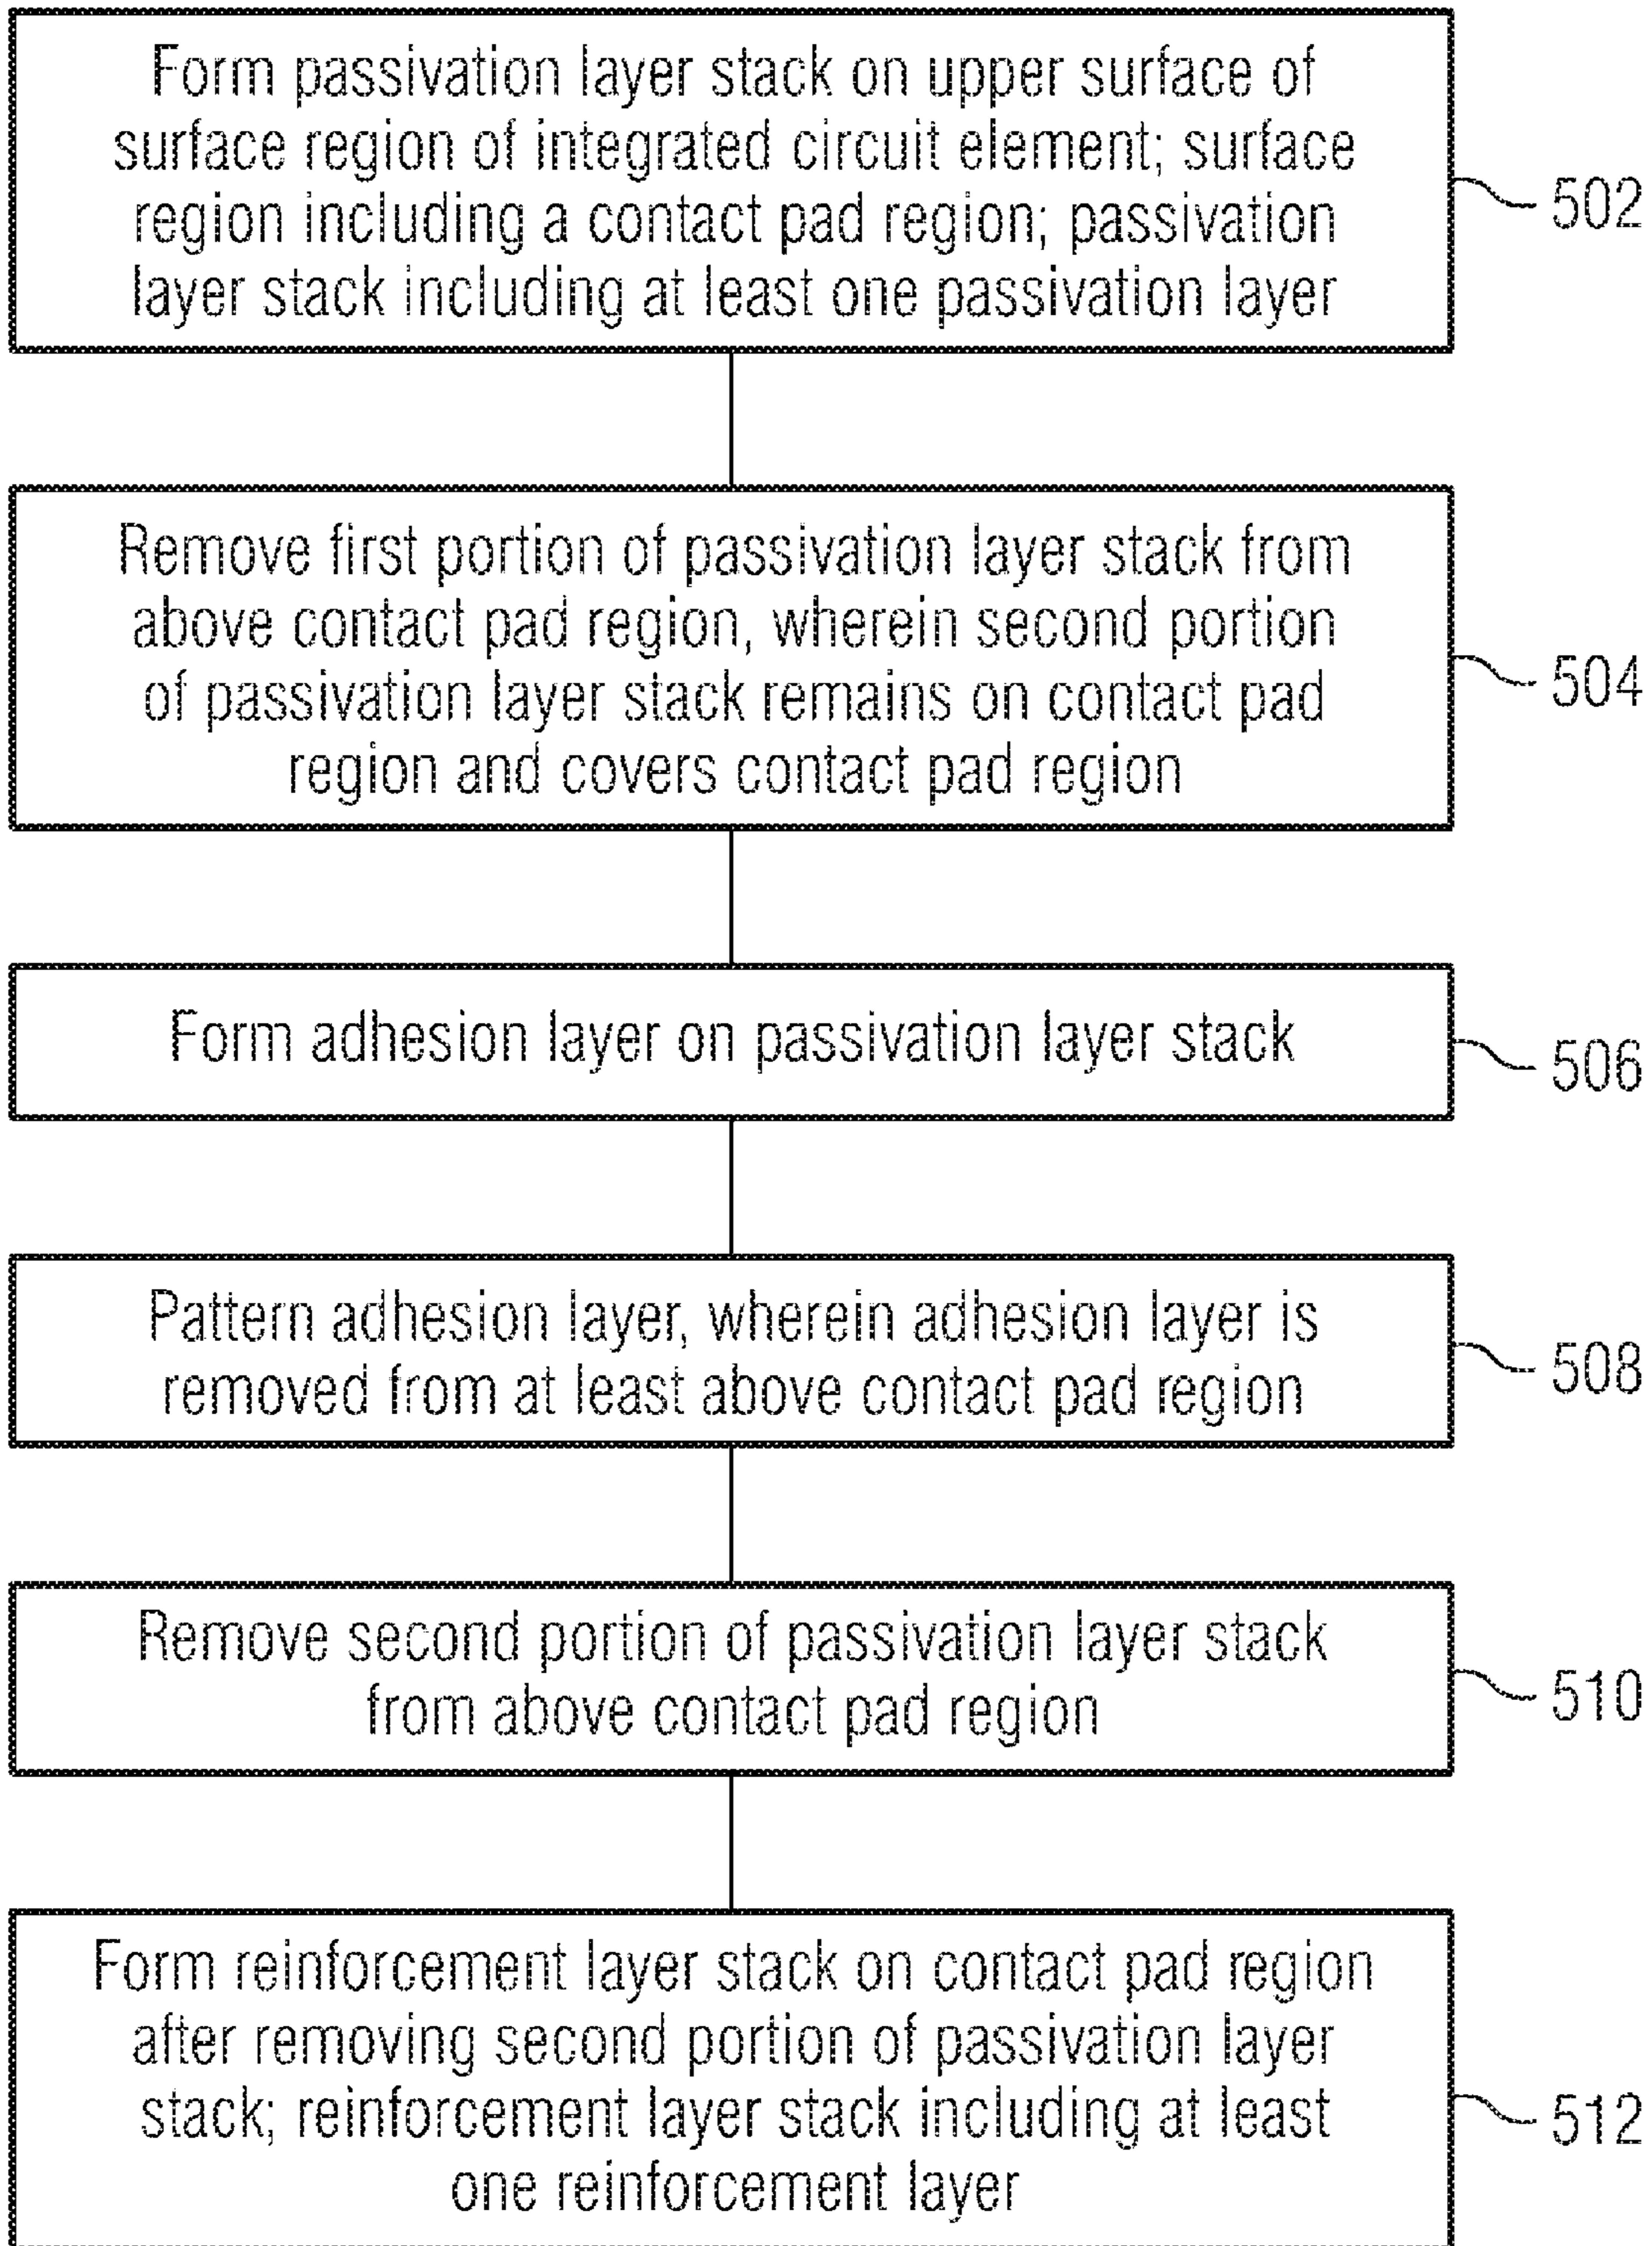 Form passivation layer stack on upper surface of
surface region of integrated circuit element; surface
region including a contact pad region; passivation
layer stack including at least one passivation layer
502
Remove first portion of passivation layer stack from
above contact pad region, wherein second portion
of passivation layer stack remains on contact pad
region and covers contact pad region
504
Form adhesion layer on passivation layer stack
506
Pattern adhesion layer, wherein adhesion layer is
removed from at least above contact pad region
508
Remove second portion of passivation layer stack
from above contact pad region
510
Form reinforcement layer stack on contact pad region
after removing second portion of passivation layer
stack; reinforcement layer stack including at least
one reinforcement layer
512